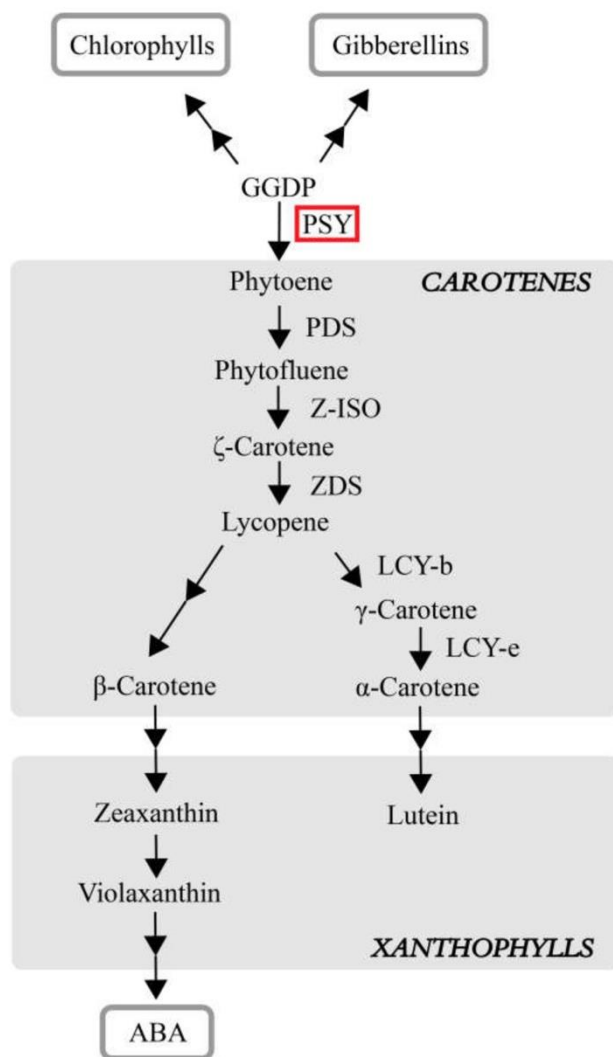 Chlorophylls
Gibberellins
GGDP
PSY
Phytoene
CAROTENES
PDS
Phytofluene
Z-ISO
ζ-Carotene
ZDS
Lycopene
LCY-b
γ-Carotene
LCY-e
β-Carotene
α-Carotene
Zeaxanthin
Lutein
Violaxanthin
XANTHOPHYLLS
ABA